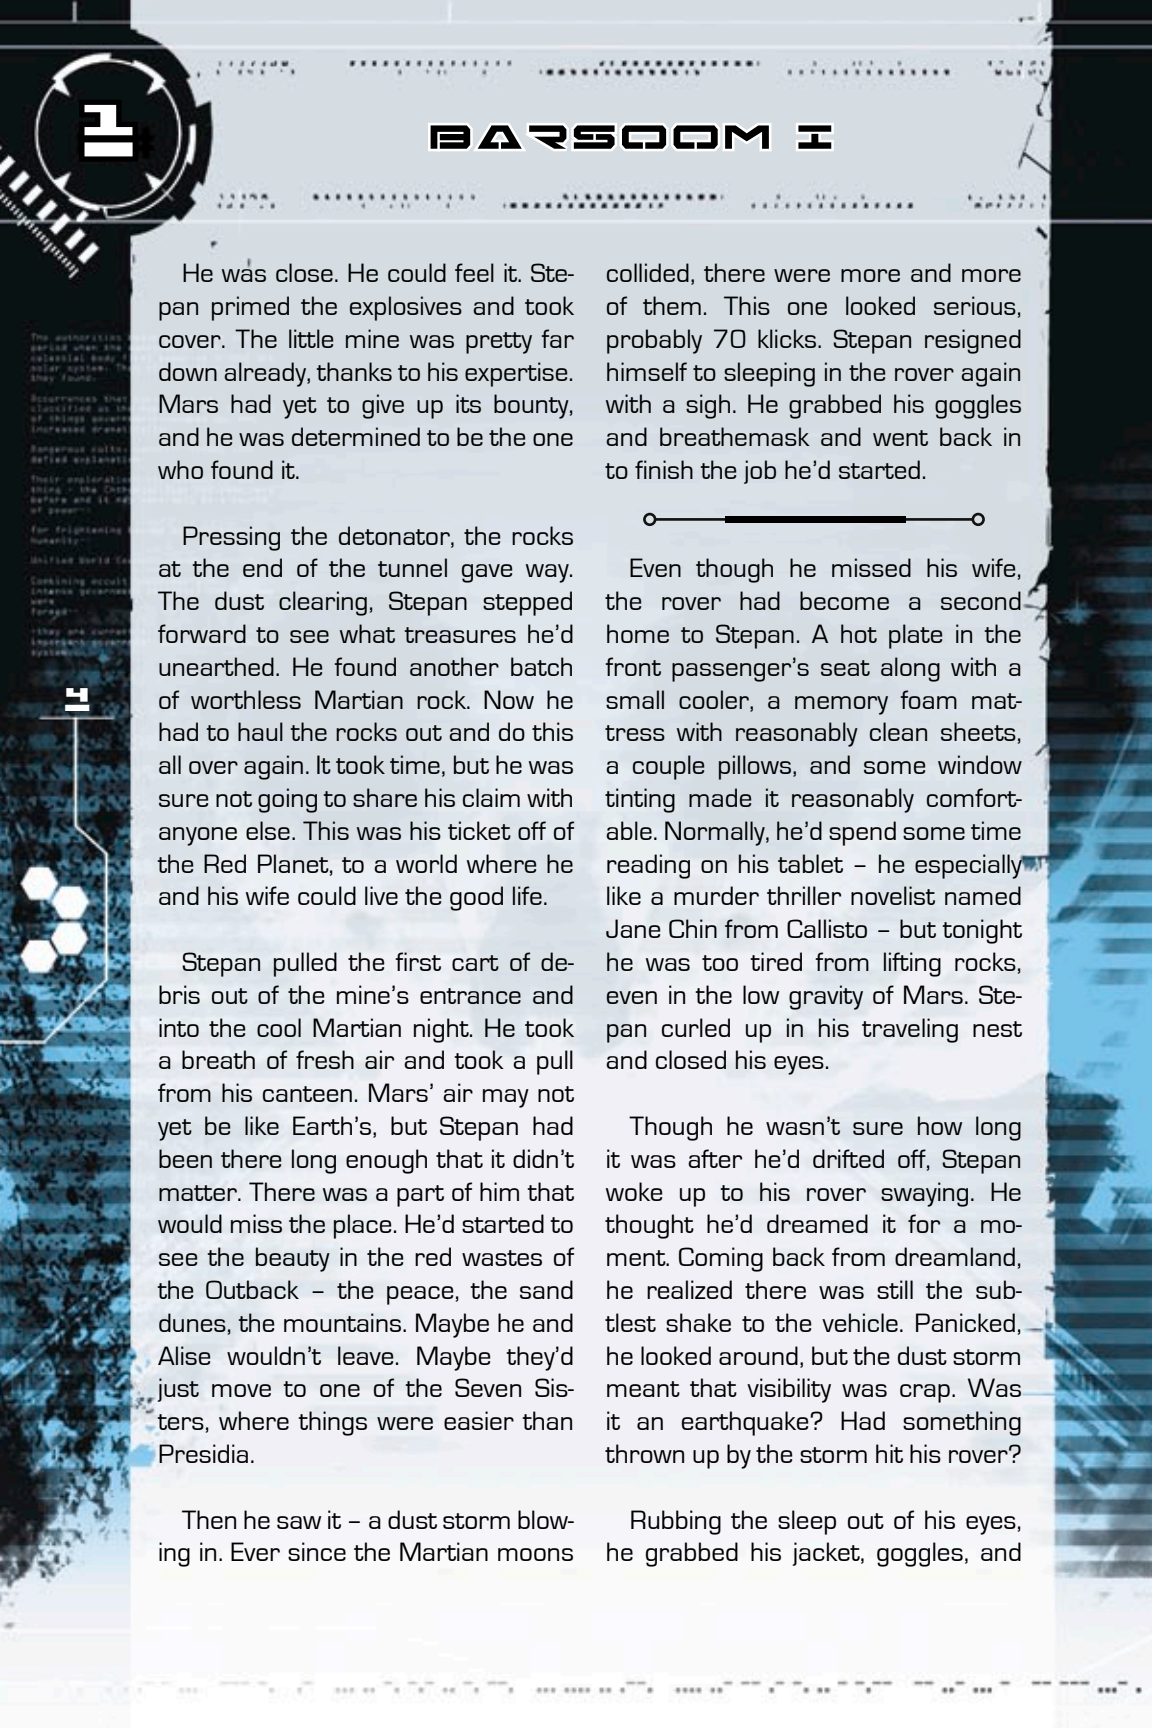 1
BARSOOM I
He was close. He could feel it. Ste-
pan primed the explosives and took
cover. The little mine was pretty far
down already, thanks to his expertise.
Mars had yet to give up its bounty,
and he was determined to be the one
who found it.
Pressing the detonator, the rocks
at the end of the tunnel gave way.
The dust clearing, Stepan stepped
forward to see what treasures he'd
unearthed. He found another batch
of worthless Martian rock. Now he
had to haul the rocks out and do this
all over again. It took time, but he was
sure not going to share his claim with
anyone else. This was his ticket off of
the Red Planet, to a world where he
and his wife could live the good life.
Stepan pulled the first cart of de-
bris out of the mine's entrance and
into the cool Martian night. He took
a breath of fresh air and took a pull
from his canteen. Mars' air may not
yet be like Earth's, but Stepan had
been there long enough that it didn't
matter. There was a part of him that
would miss the place. He'd started to
see the beauty in the red wastes of
the Outback – the peace, the sand
dunes, the mountains. Maybe he and
Alise wouldn't leave. Maybe they'd
just move to one of the Seven Sis-
ters, where things were easier than
Presidia.
Then he saw it – a dust storm blow-
ing in. Ever since the Martian moons
collided, there were more and more
of them. This one looked serious,
probably 70 klicks. Stepan resigned
himself to sleeping in the rover again
with a sigh. He grabbed his goggles
and breathemask and went back in
to finish the job he'd started.
Even though he missed his wife,
the rover had become a second
home to Stepan. A hot plate in the
front passenger's seat along with a
small cooler, a memory foam mat-
tress with reasonably clean sheets,
a couple pillows, and some window
tinting made it reasonably comfort-
able. Normally, he'd spend some time
reading on his tablet – he especially
like a murder thriller novelist named
Jane Chin from Callisto – but tonight
he was too tired from lifting rocks,
even in the low gravity of Mars. Ste-
pan curled up in his traveling nest
and closed his eyes.
Though he wasn't sure how long
it was after he'd drifted off, Stepan
woke up to his rover swaying. He
thought he'd dreamed it for a mo-
ment. Coming back from dreamland,
he realized there was still the sub-
tlest shake to the vehicle. Panicked,
he looked around, but the dust storm
meant that visibility was crap. Was
it an earthquake? Had something
thrown up by the storm hit his rover?
Rubbing the sleep out of his eyes,
he grabbed his jacket, goggles, and
4